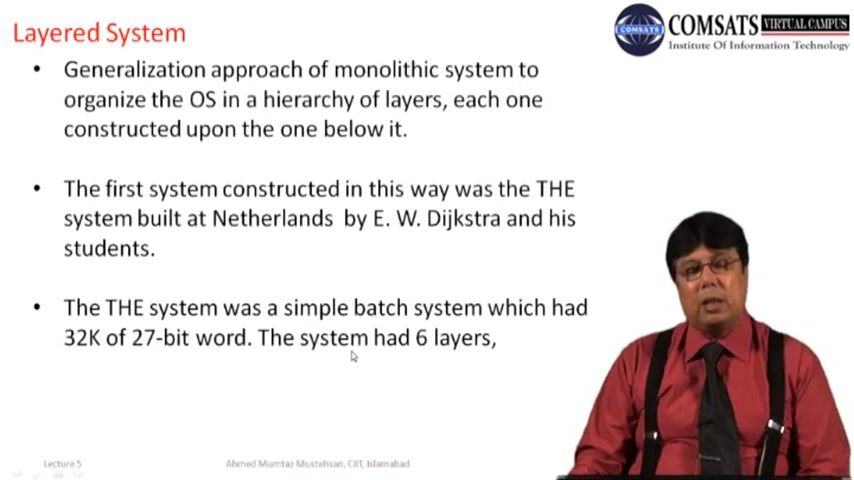 Layered System
COMSATS VIRTUAL CAMPUS
Institute Of Information Technology
COMSATS
• Generalization approach of monolithic system to
organize the OS in a hierarchy of layers, each one
constructed upon the one below it.
• The first system constructed in this way was the THE
system built at Netherlands by E. W. Dijkstra and his
students.
• The THE system was a simple batch system which had
32K of 27-bit word. The system had 6 layers,
Lecture 5
Ahmed Mumtaz Mustehsan, CIIT, Islamabad